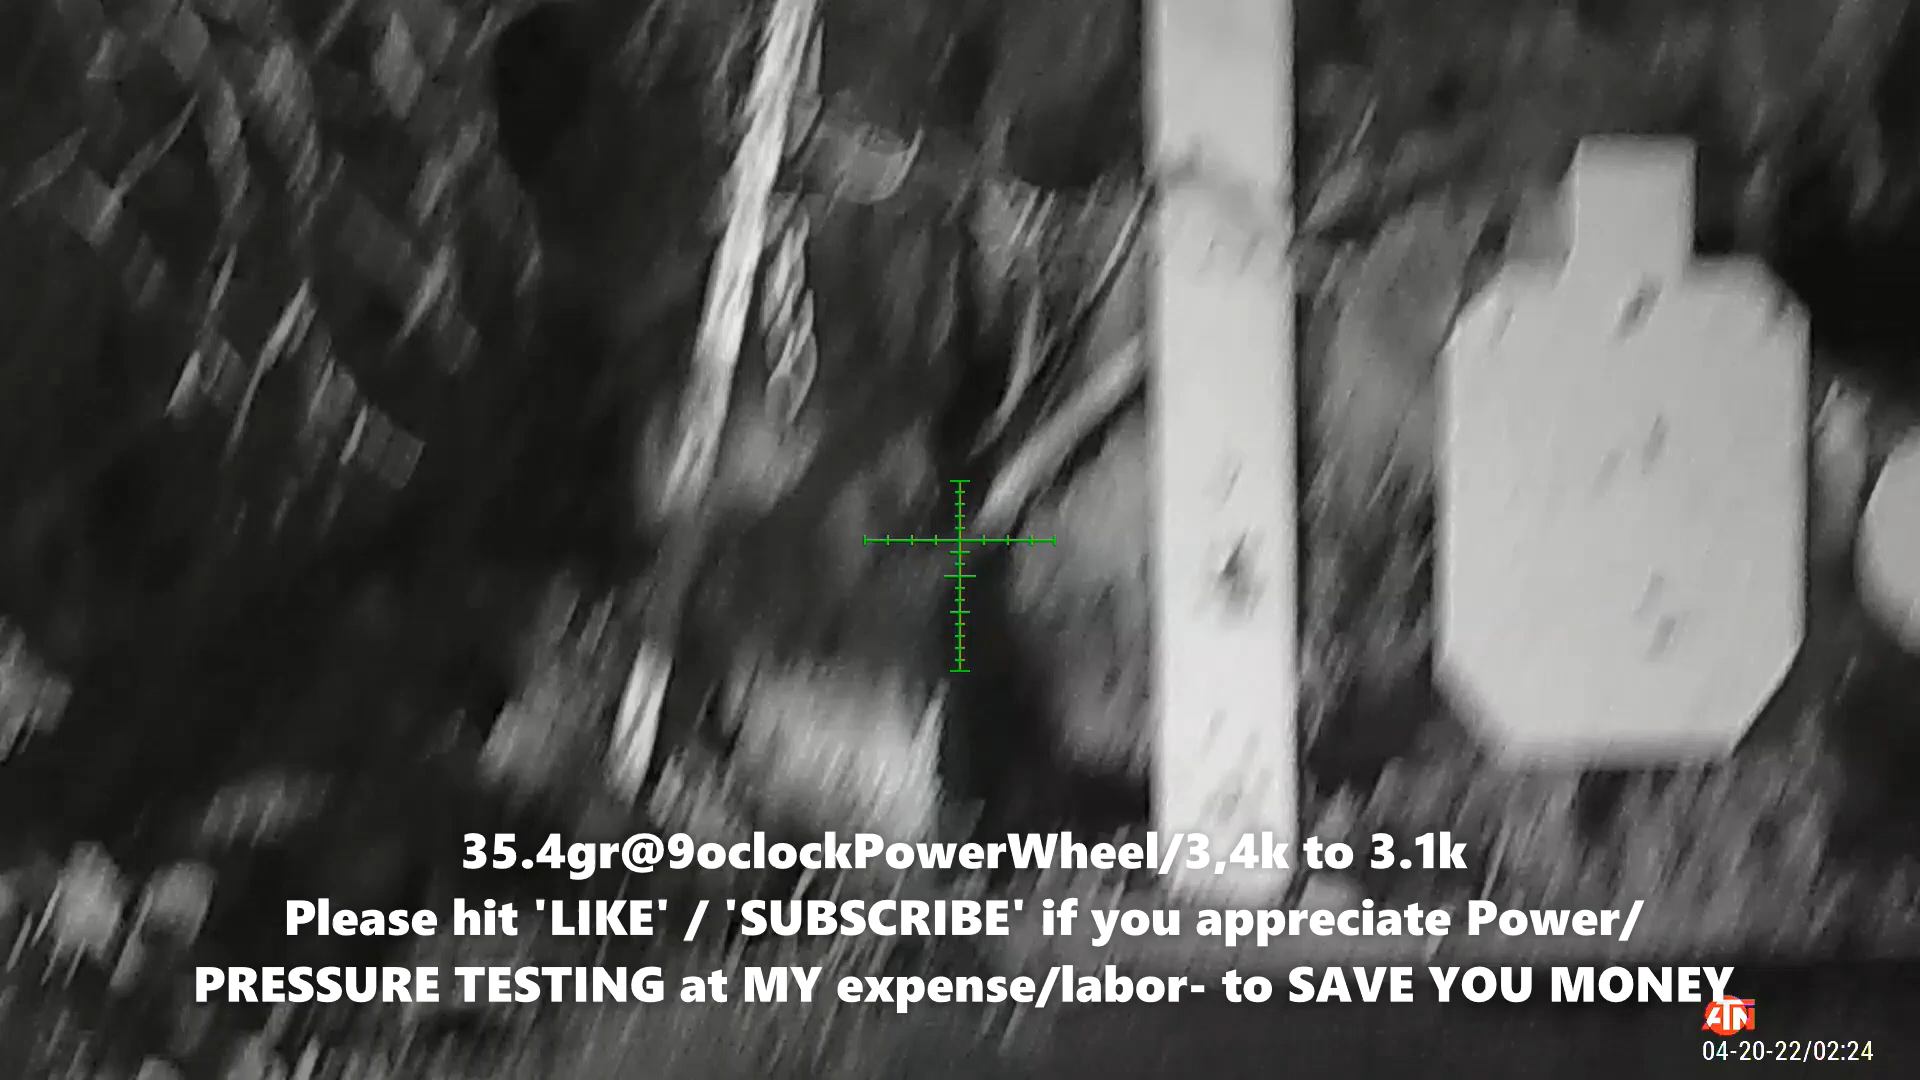 35.4gr@9oclockPowerWheel/3,4k to 3.1k
Please hit 'LIKE' / 'SUBSCRIBE' if you appreciate Power/
PRESSURE TESTING at MY expense/labor- to SAVE YOU MONEY
ATN
04-20-22/02:24